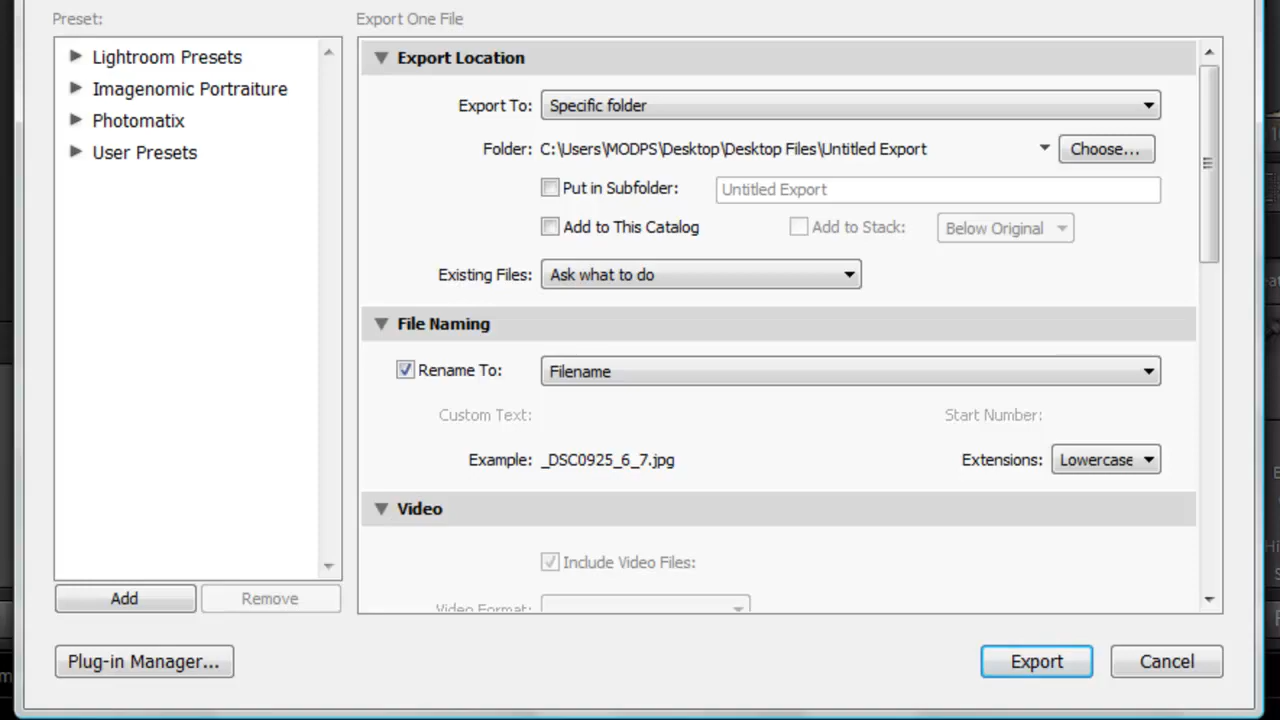 Preset:
Export One File
Lightroom Presets
Imagenomic Portraiture
Photomatix
User Presets
Add
Remove
Export Location
Export To: Specific folder
Folder: C:\Users\MODPS\Desktop\Desktop Files\Untitled Export Choose...
Put in Subfolder: Untitled Export
Add to This Catalog Add to Stack: Below Original
Existing Files: Ask what to do
File Naming
Rename To: Filename
Custom Text: Start Number:
Example: _DSC0925_6_7.jpg Extensions: Lowercase
Video
Include Video Files:
Video Format:
Plug-in Manager...
Export
Cancel